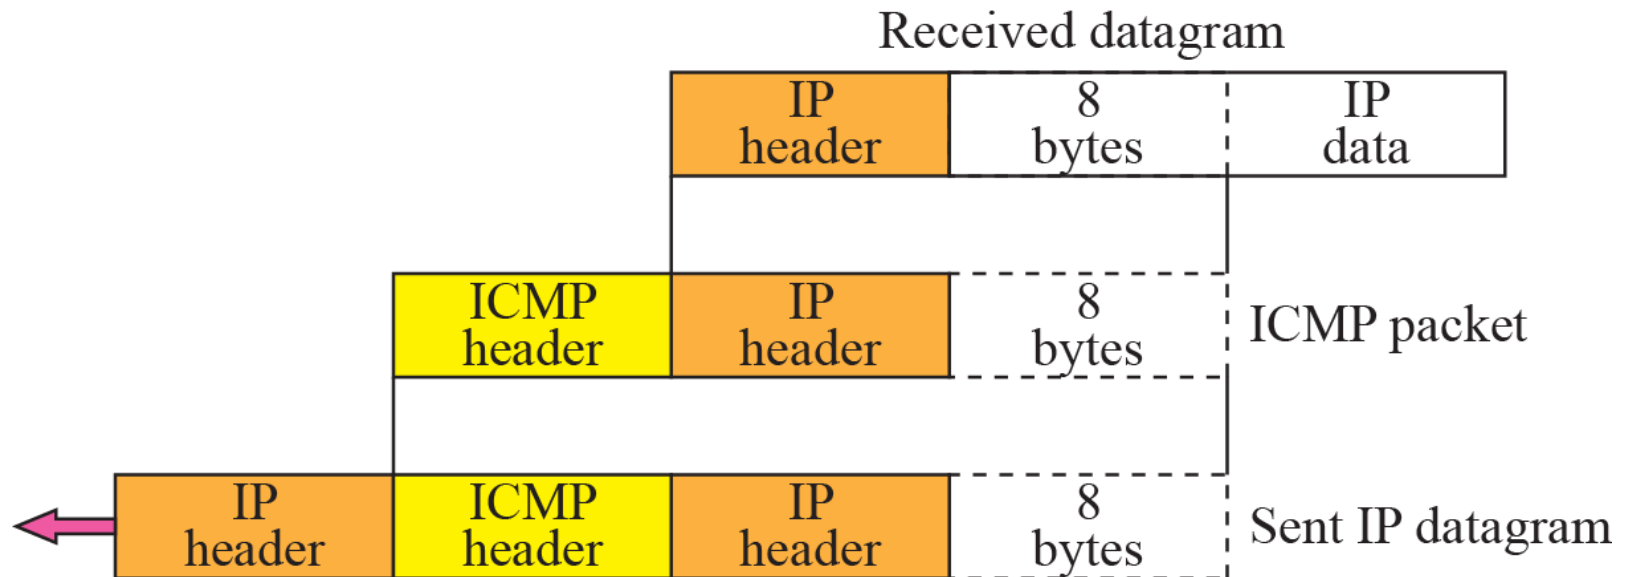 Received datagram
IP header
8 bytes
IP data
ICMP header
IP header
8 bytes
ICMP packet
IP header
ICMP header
IP header
8 bytes
Sent IP datagram